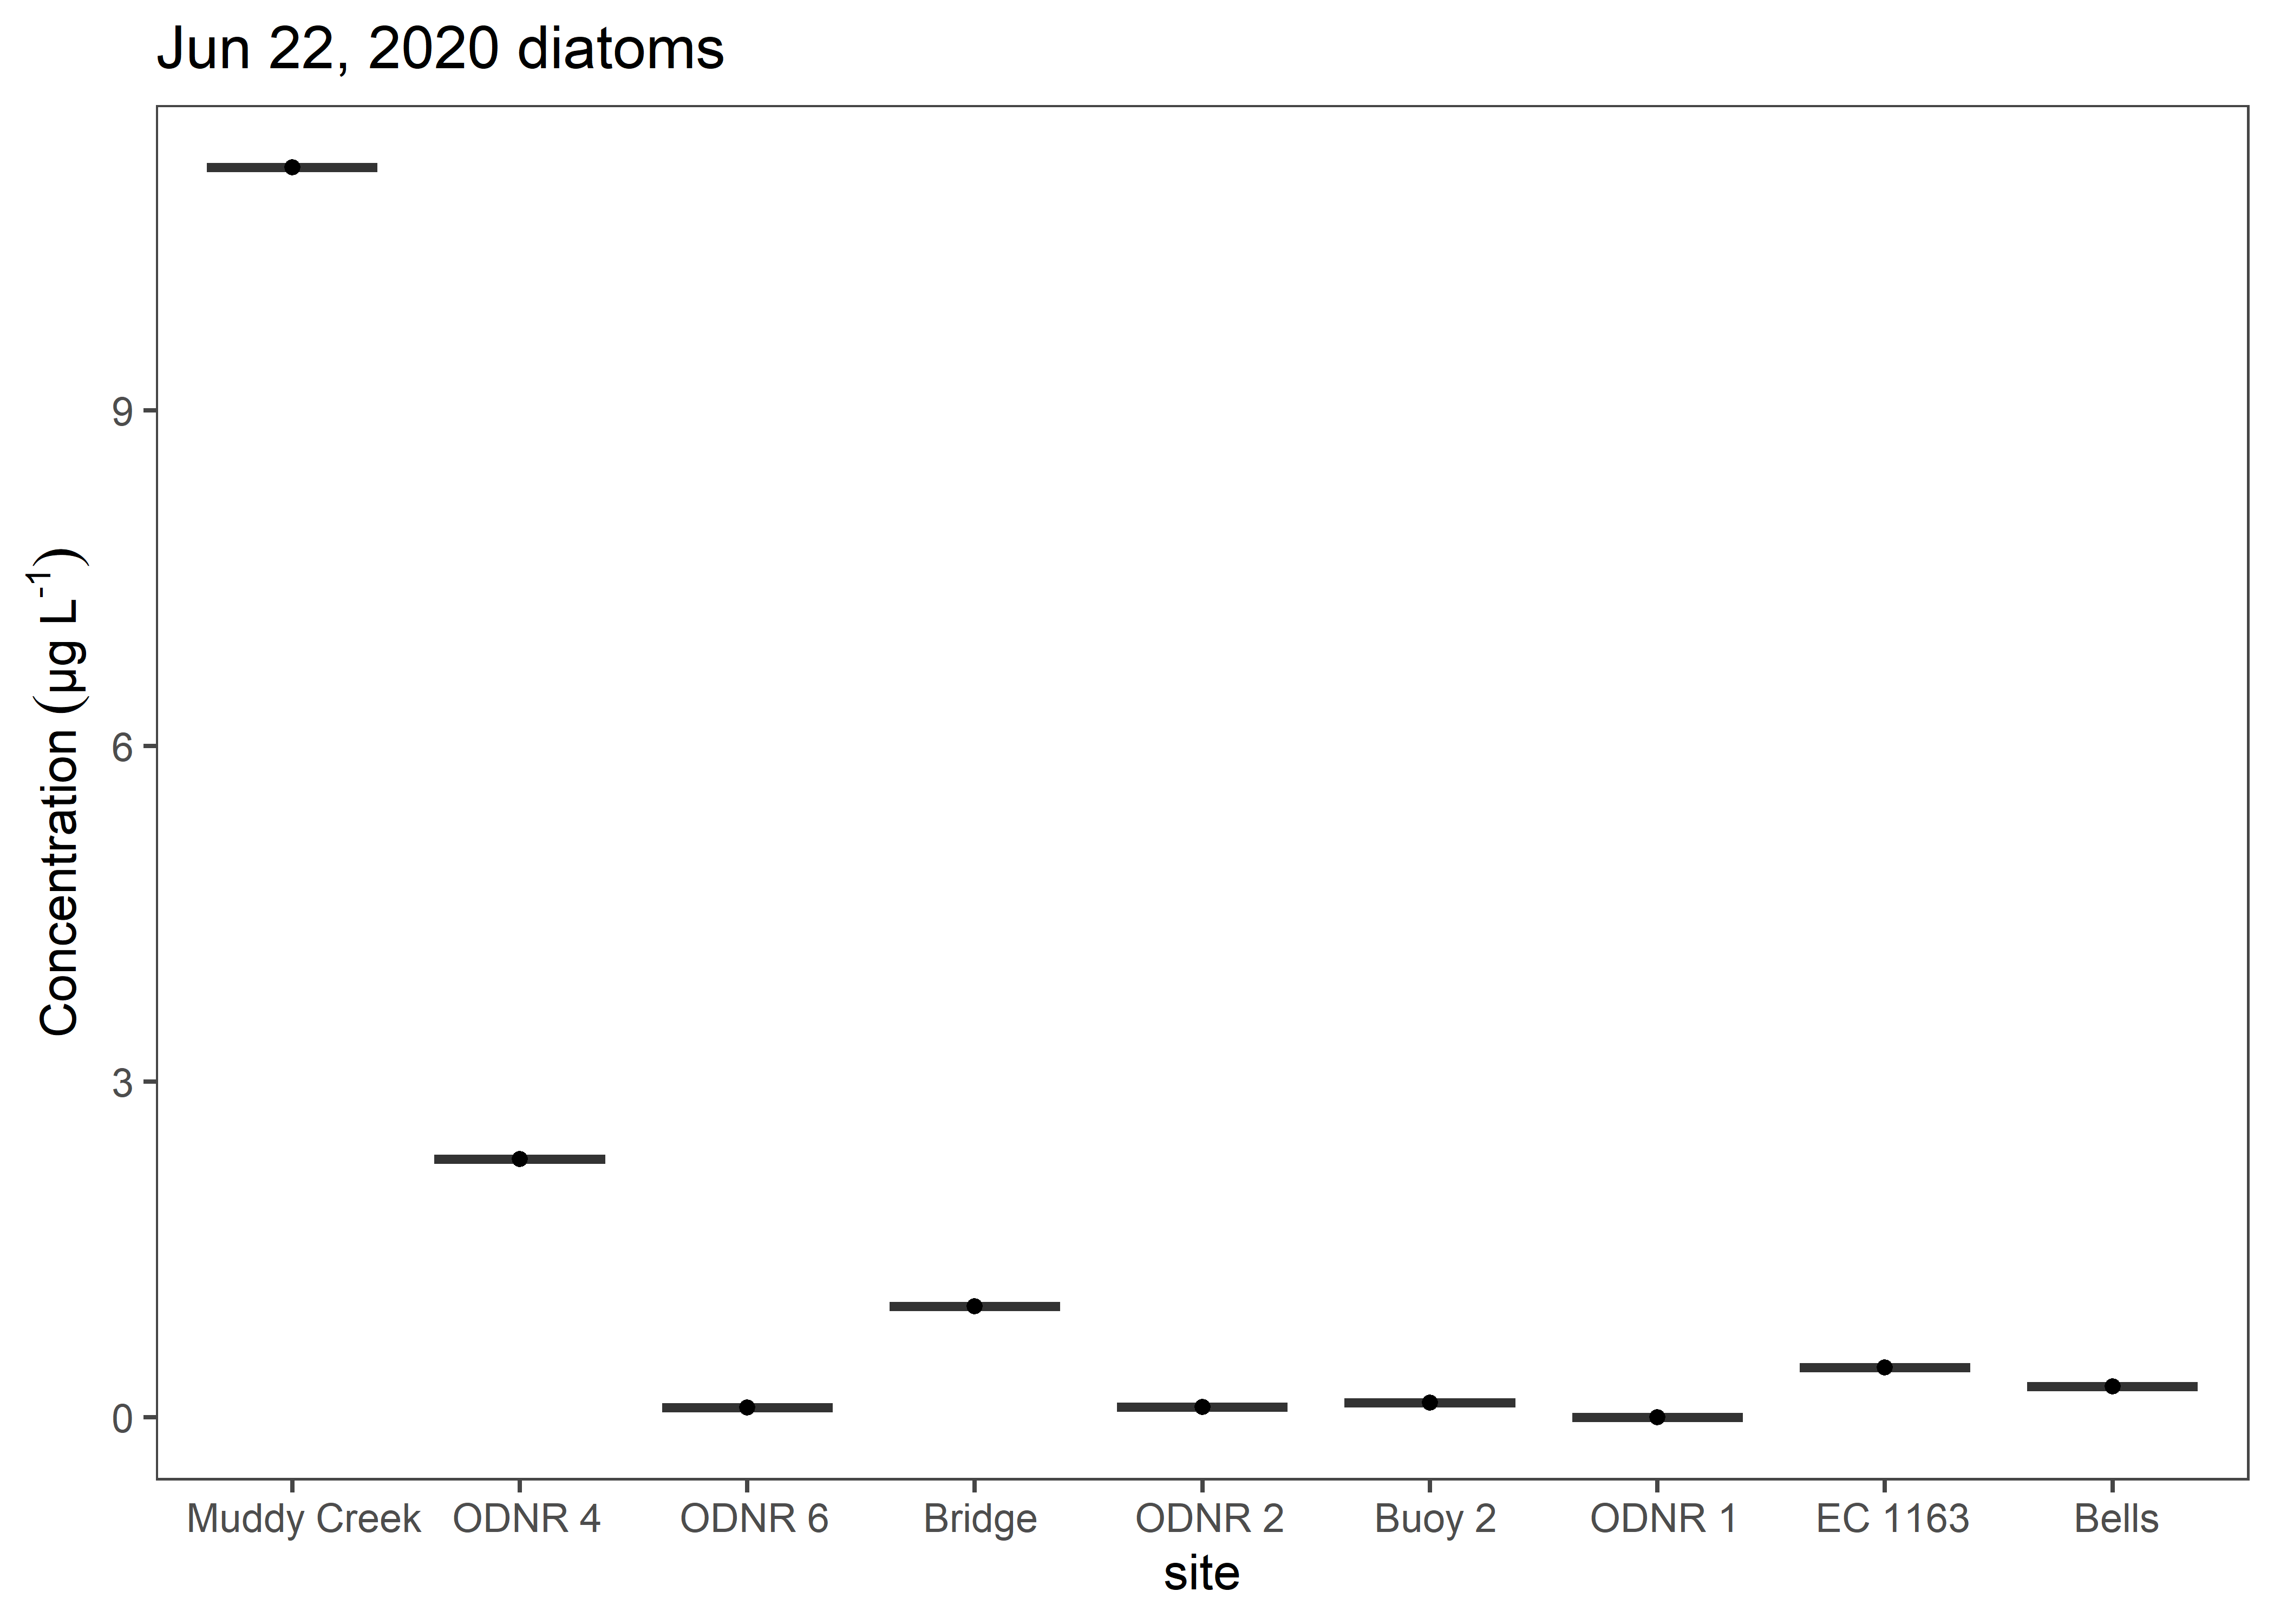 Jun 22, 2020 diatoms
Concentration (µg L-1)
9
6
3
0
Muddy Creek ODNR 4 ODNR 6 Bridge ODNR 2 Buoy 2 ODNR 1 EC 1163 Bells
site